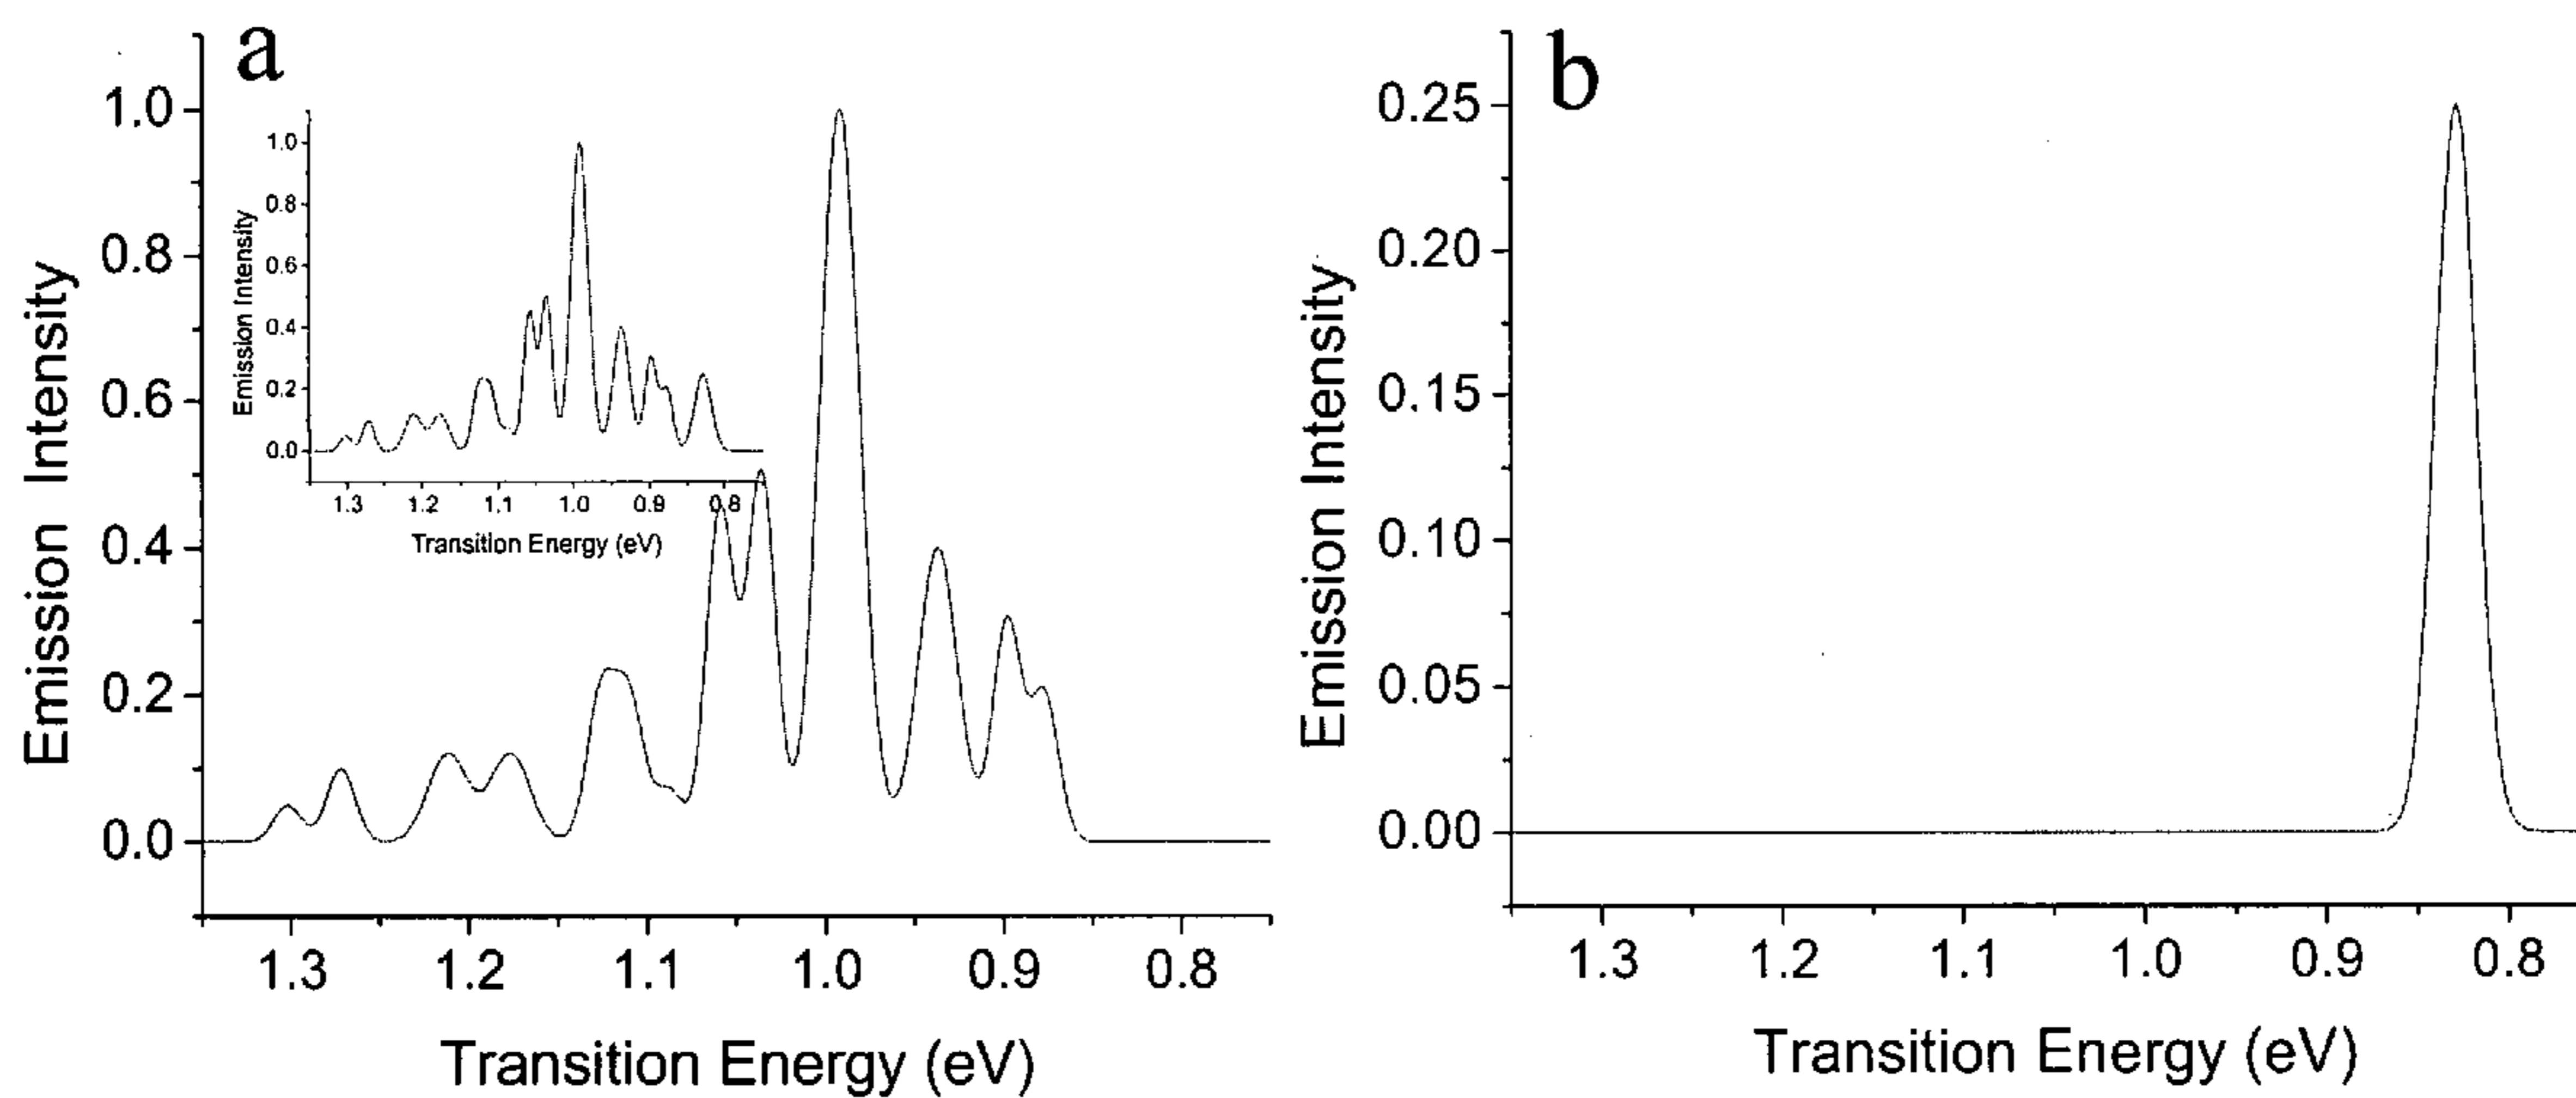 a
Emission Intensity
1.0
0.8
0.6
0.4
0.2
0.0
1.3 1.2 1.1 1.0 0.9 0.8
Transition Energy (eV)
Emission Intensity
1.0
0.8
0.6
0.4
0.2
0.0
1.3 1.2 1.1 1.0 0.9 0.8
Transition Energy (eV)
b
Emission Intensity
0.25
0.20
0.15
0.10
0.05
0.00
1.3 1.2 1.1 1.0 0.9 0.8
Transition Energy (eV)